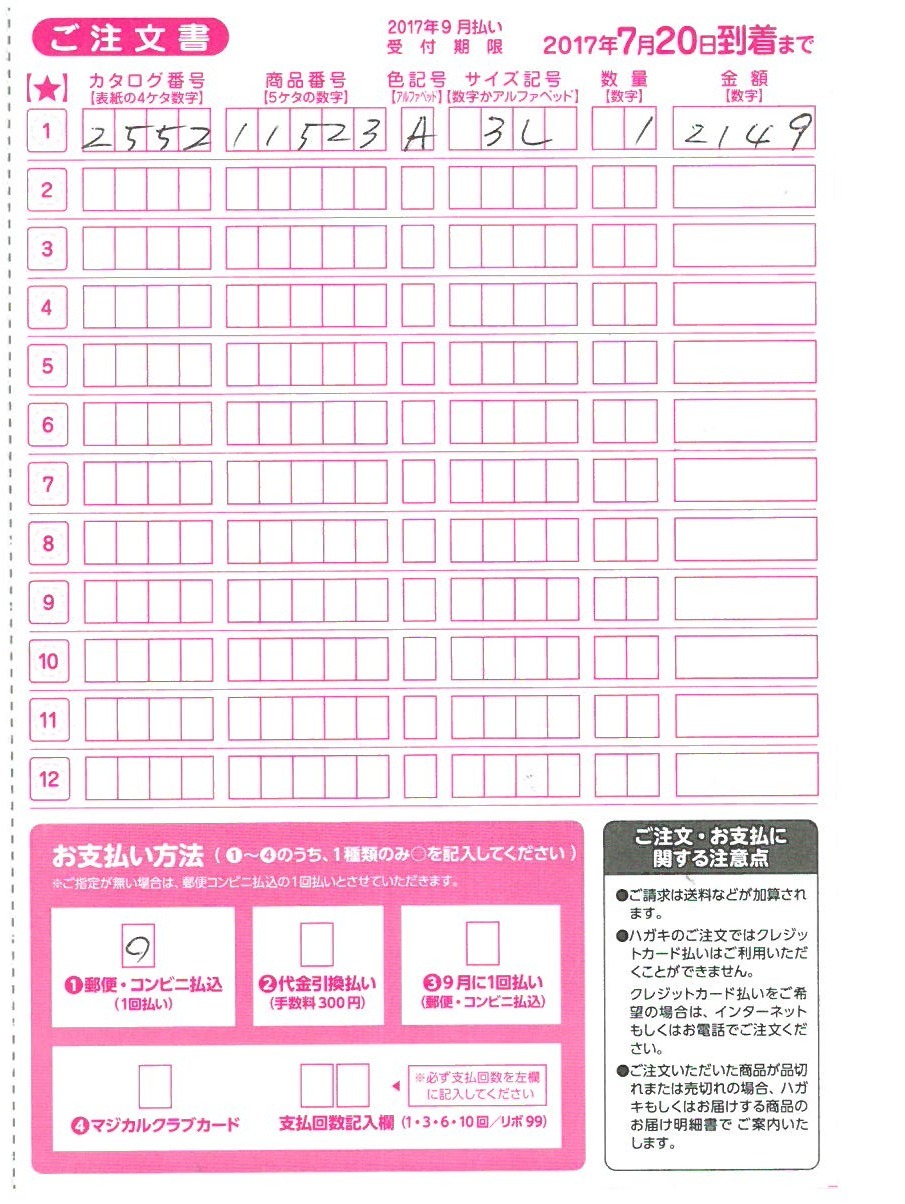 ご注文書
2017年9月払い
受付期限
2017年7月20日到着まで
【★】 カタログ番号 商品番号 色記号 サイズ記号 数量 金額
【表紙の4ケタ数字】 【5ケタの数字】 【アルファベット】 【数字かアルファベッド】 【数字】 【数字】
1 2552 11523 A 3L 1 2149
2
3
4
5
6
7
8
9
10
11
12
お支払い方法 (❶〜❹のうち、1種類のみ○を記入してください)
※ご指定が無い場合は、郵便コンビニ払込の1回払いとさせていただきます。
❶郵便・コンビニ払込
(1回払い)
❷代金引換払い
(手数料300円)
❸9月に1回払い
(郵便・コンビニ払込)
❹マジカルクラブカード
支払回数記入欄 (1・3・6・10回/リボ99)
◀ ※必ず支払回数を左欄
に記入してください
ご注文・お支払に
関する注意点
●ご請求は送料などが加算され
ます。
●ハガキのご注文ではクレジッ
トカード払いはご利用いただ
くことができません。
クレジットカード払いをご希
望の場合は、インターネット
もしくはお電話でご注文くだ
さい。
●ご注文いただいた商品が品切
れまたは売切れの場合、ハガ
キもしくはお届けする商品の
お届け明細書で ご案内いた
します。